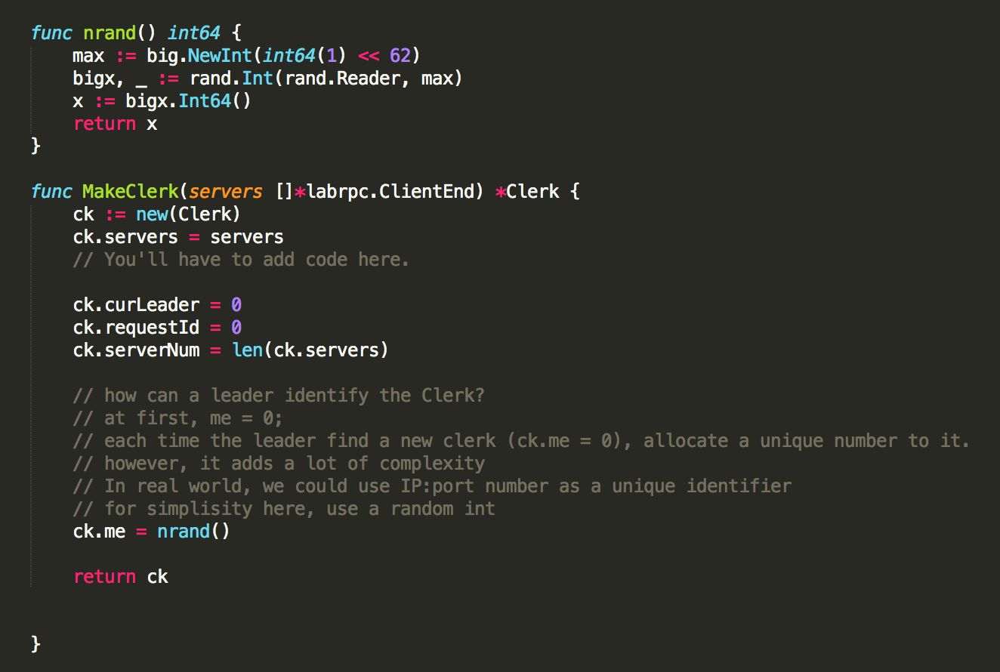 func nrand() int64 {
    max := big.NewInt(int64(1) << 62)
    bigx, _ := rand.Int(rand.Reader, max)
    x := bigx.Int64()
    return x
}

func MakeClerk(servers []*labrpc.ClientEnd) *Clerk {
    ck := new(Clerk)
    ck.servers = servers
    // You'll have to add code here.

    ck.curLeader = 0
    ck.requestId = 0
    ck.serverNum = len(ck.servers)

    // how can a leader identify the Clerk?
    // at first, me = 0;
    // each time the leader find a new clerk (ck.me = 0), allocate a unique number to it.
    // however, it adds a lot of complexity
    // In real world, we could use IP:port number as a unique identifier
    // for simplisity here, use a random int
    ck.me = nrand()

    return ck

}